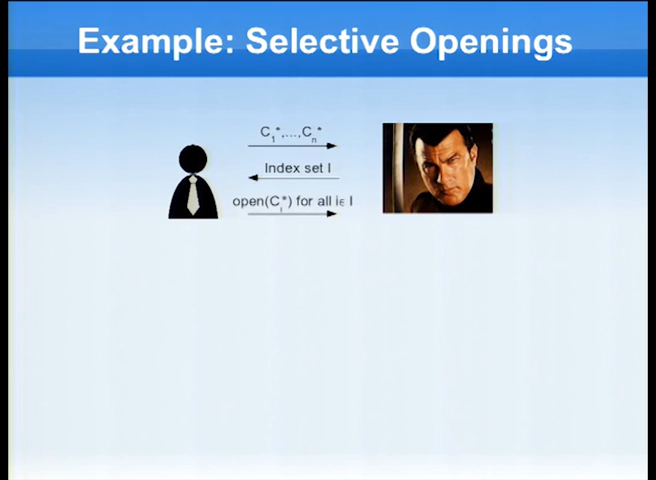 Example: Selective Openings
C₁*,...,Cₙ*
Index set I
open(Cᵢ*) for all i∈ I